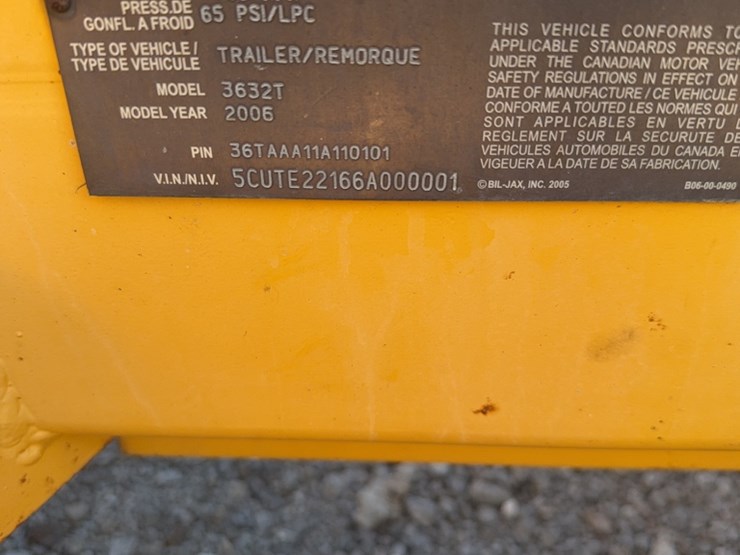 PRESS.DE
GONFL. A FROID 65 PSI/LPC
TYPE OF VEHICLE /
TYPE DE VEHICULE TRAILER/REMORQUE
MODEL 3632T
MODEL YEAR 2006
PIN 36TAAA11A110101
V.I.N./N.I.V. 5CUTE22166A000001
THIS VEHICLE CONFORMS TO
APPLICABLE STANDARDS
UNDER THE CANADIAN MOTOR
SAFETY REGULATIONS IN EFFECT ON
DATE OF MANUFACTURE / CE VEHICULE
CONFORME A TOUTED LES NORMES QUI
SONT APPLICABLES EN VERTU
REGLEMENT SUR LA SECURUTE DE
VEHICULES AUTOMOBILES DU CANADA
VIGEUER A LA DATE DE SA FABRICATION.
©BIL-JAX, INC. 2005
B06-00-0490